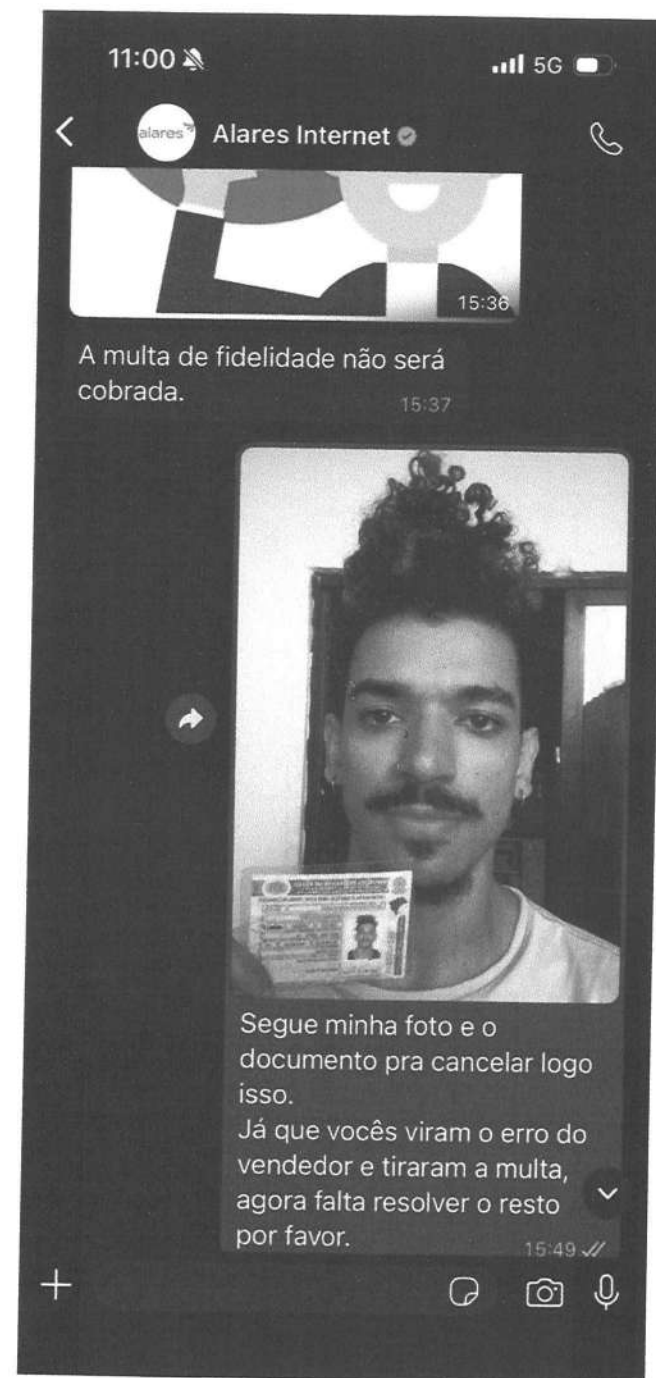 11:00
5G
alares
Alares Internet
15:36
A multa de fidelidade não será
cobrada.
15:37
Segue minha foto e o
documento pra cancelar logo
isso.
Já que vocês viram o erro do
vendedor e tiraram a multa,
agora falta resolver o resto
por favor.
15:49